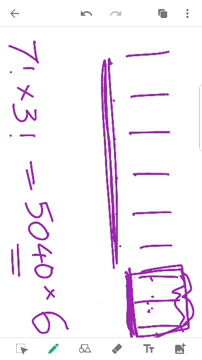 7! × 3! = 5040 × 6